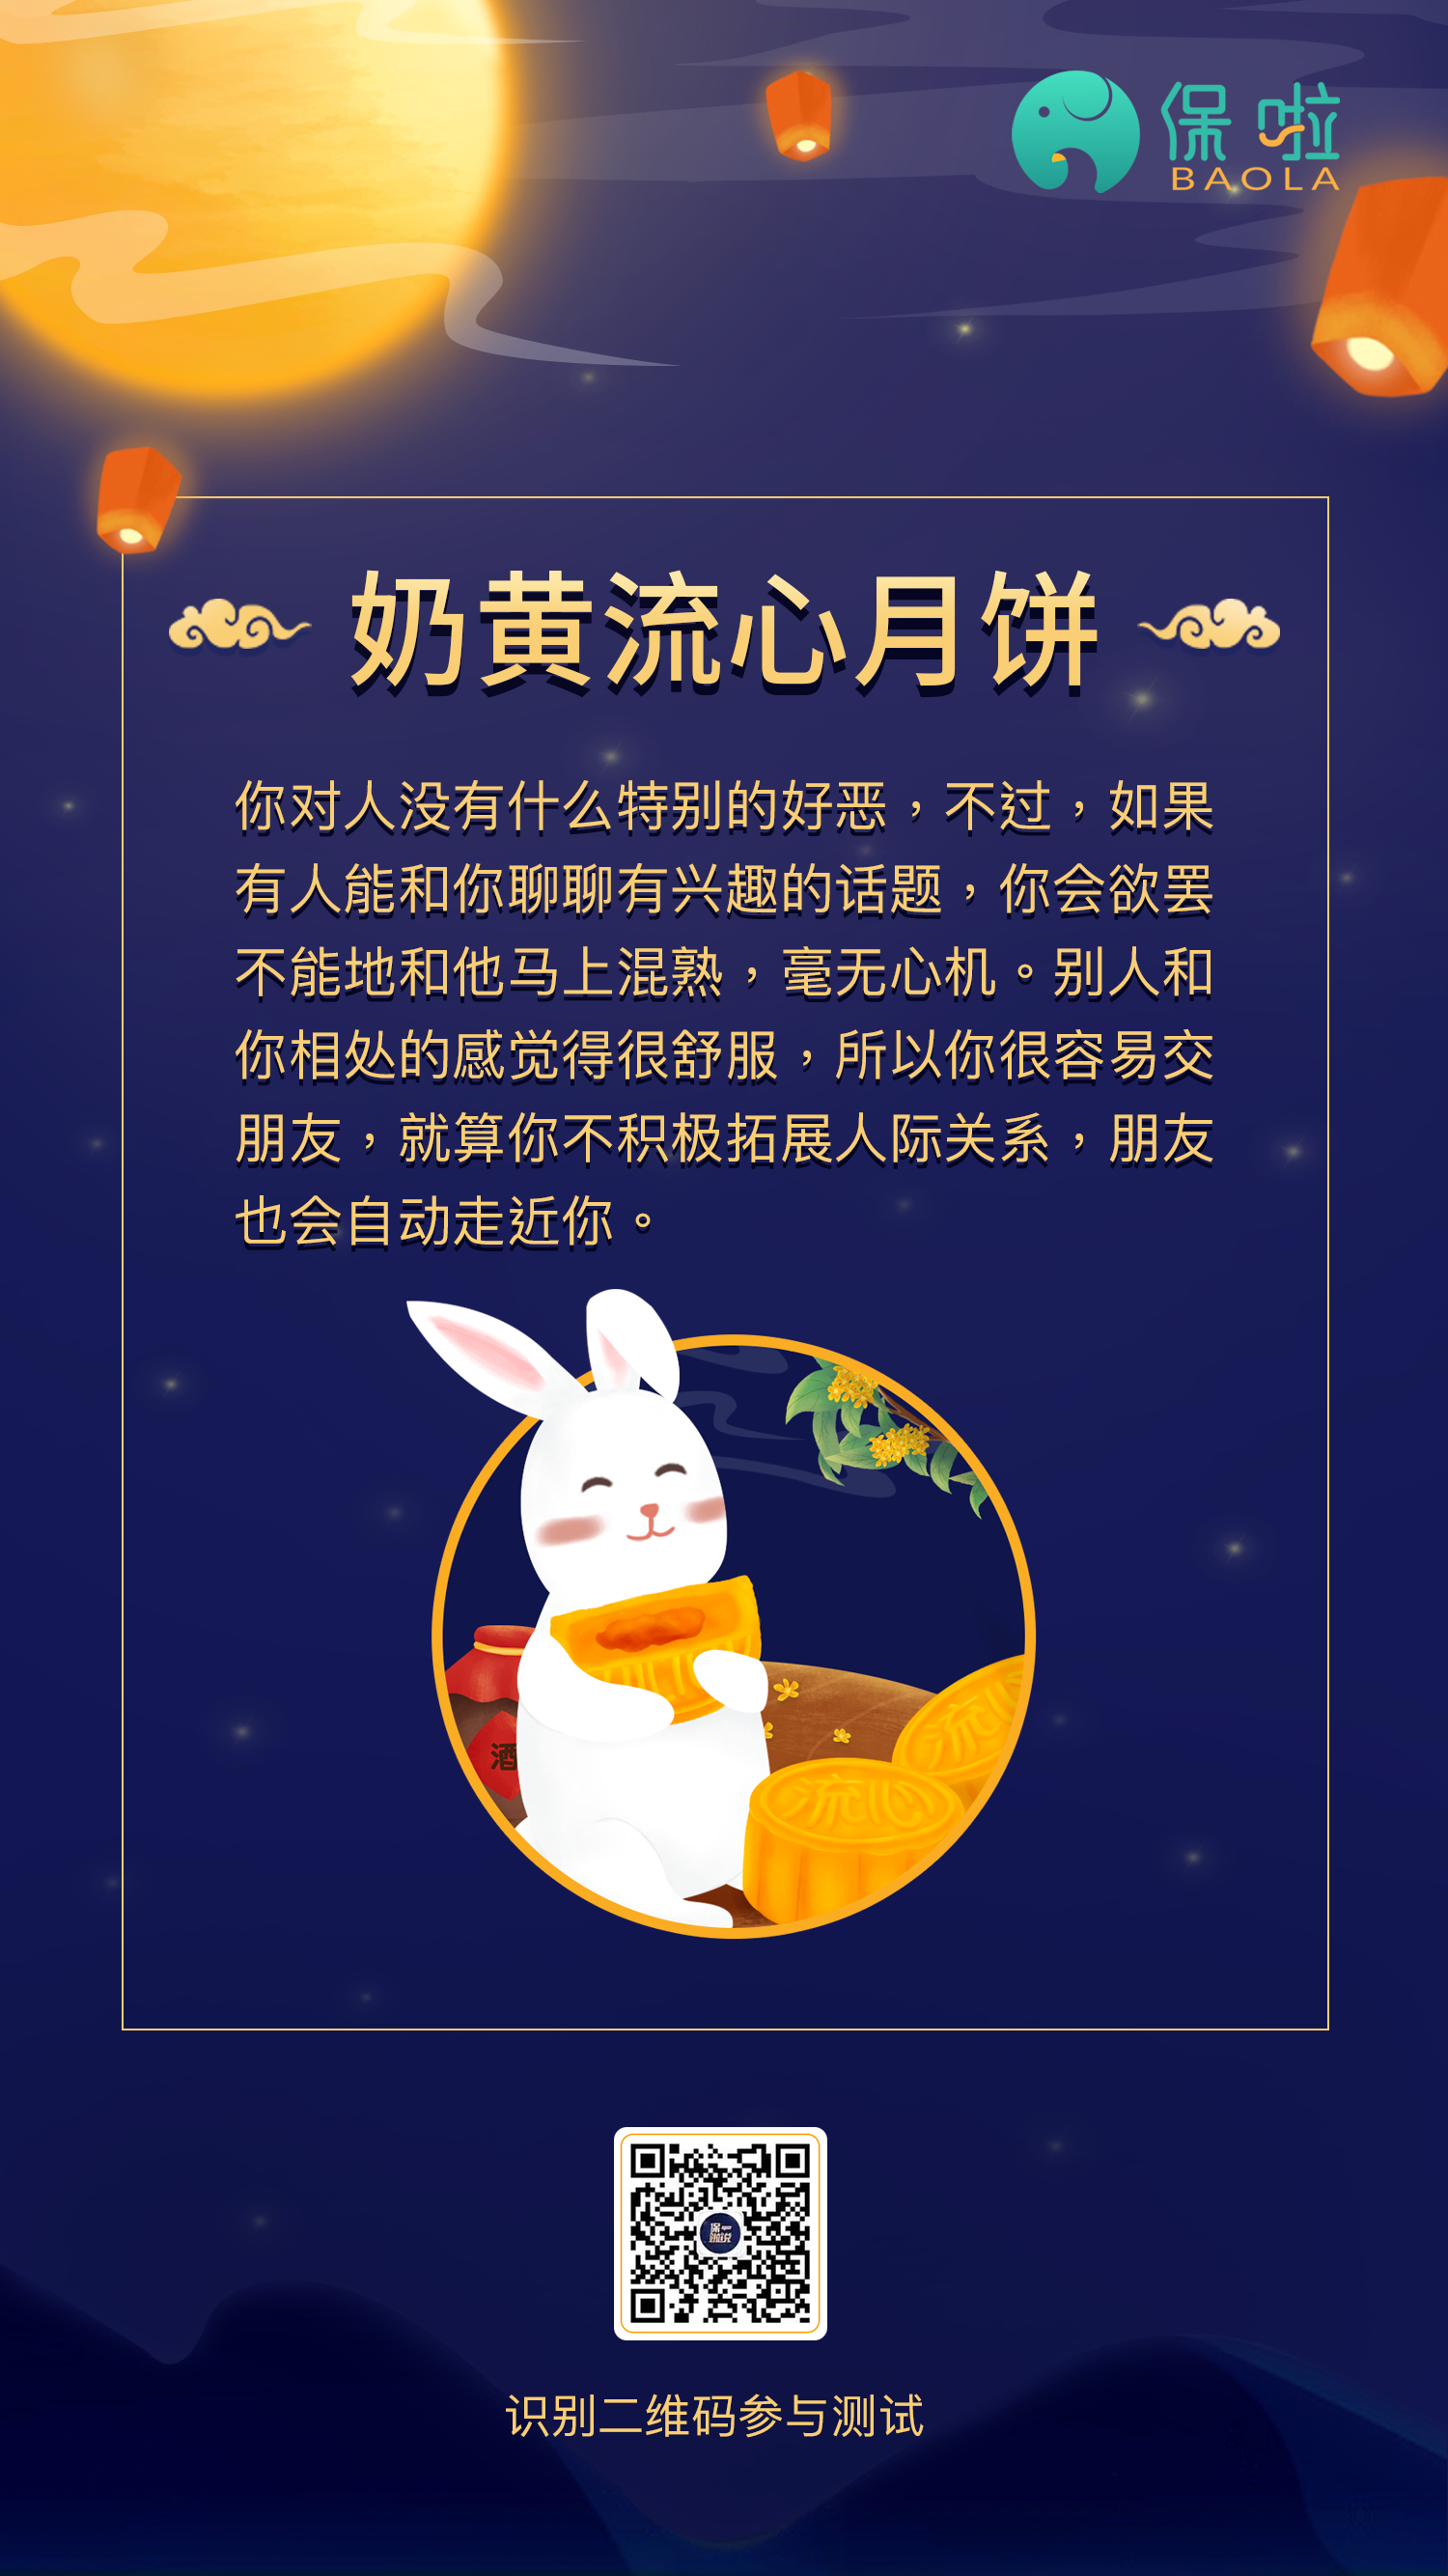 保啦
BAOLA
奶黄流心月饼
你对人没有什么特别的好恶，不过，如果
有人能和你聊聊有兴趣的话题，你会欲罢
不能地和他马上混熟，毫无心机。别人和
你相处的感觉得很舒服，所以你很容易交
朋友，就算你不积极拓展人际关系，朋友
也会自动走近你。
流心
酒
流心
保啦说
识别二维码参与测试